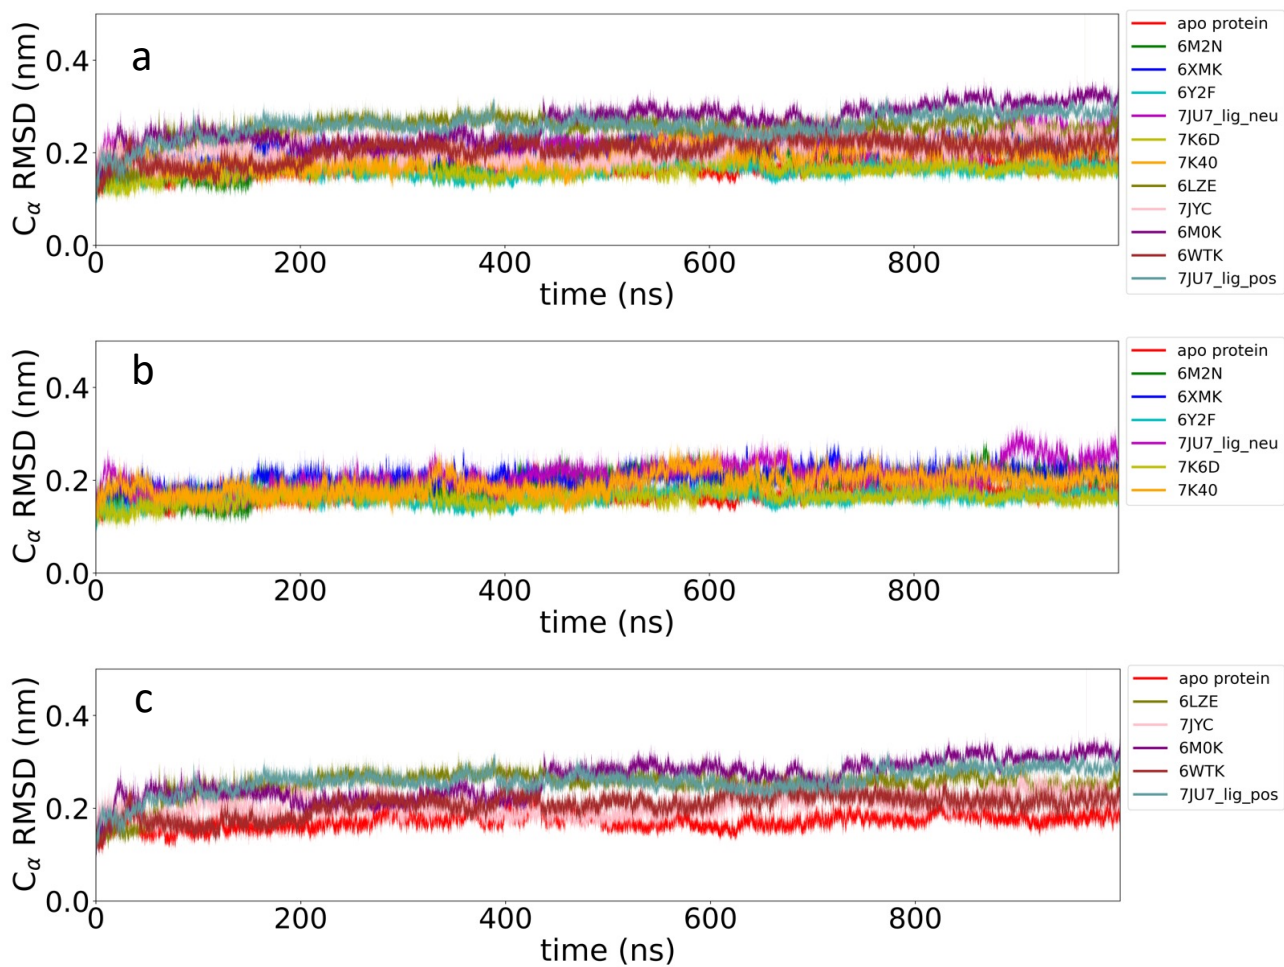 a
C𝛼 RMSD (nm)
0.4
0.2
0.0
0 200 400 600 800
time (ns)
apo protein
6M2N
6XMK
6Y2F
7JU7_lig_neu
7K6D
7K40
6LZE
7JYC
6M0K
6WTK
7JU7_lig_pos
b
C𝛼 RMSD (nm)
0.4
0.2
0.0
0 200 400 600 800
time (ns)
apo protein
6M2N
6XMK
6Y2F
7JU7_lig_neu
7K6D
7K40
c
C𝛼 RMSD (nm)
0.4
0.2
0.0
0 200 400 600 800
time (ns)
apo protein
6LZE
7JYC
6M0K
6WTK
7JU7_lig_pos